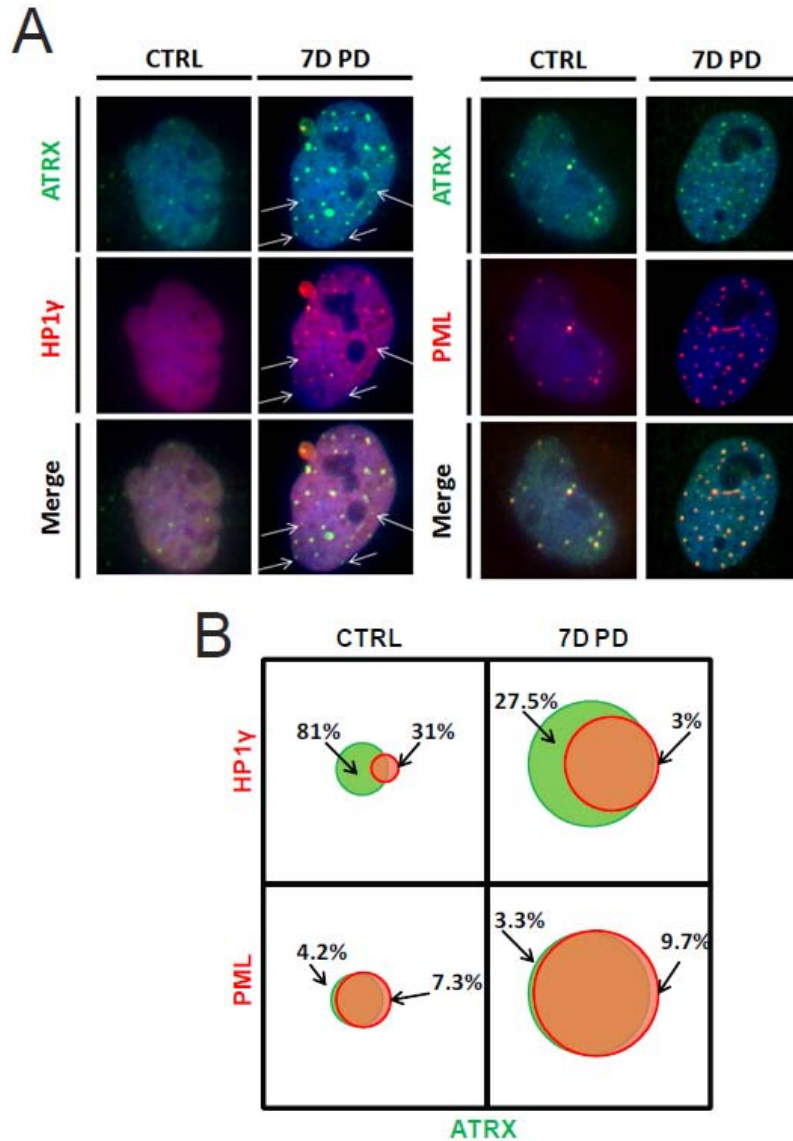 A
CTRL 7D PD CTRL 7D PD
ATRX ATRX
HP1γ PML
Merge Merge
B
CTRL 7D PD
HP1γ 81% 31% 27.5% 3%
PML 4.2% 7.3% 3.3% 9.7%
ATRX